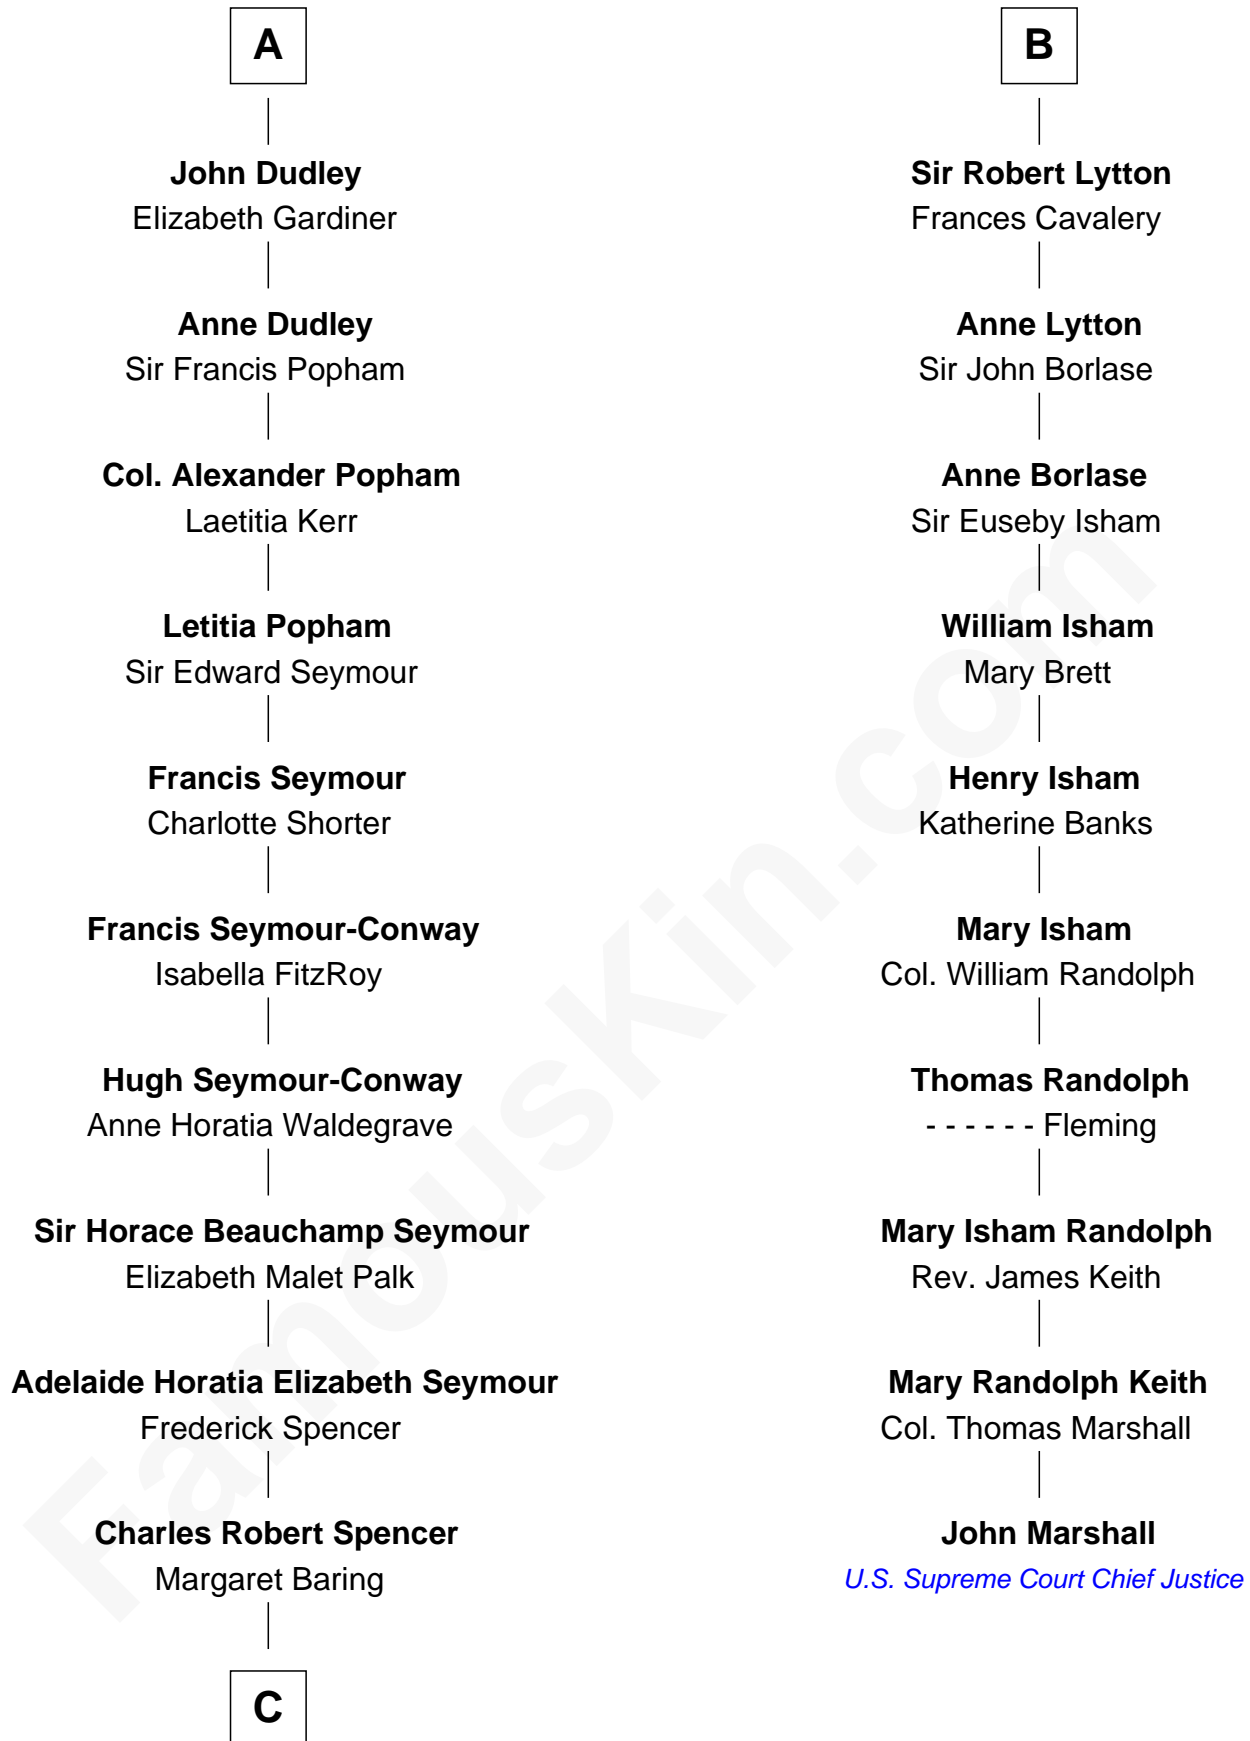 A
John Dudley
Elizabeth Gardiner
Anne Dudley
Sir Francis Popham
Col. Alexander Popham
Laetitia Kerr
Letitia Popham
Sir Edward Seymour
Francis Seymour
Charlotte Shorter
Francis Seymour-Conway
Isabella FitzRoy
Hugh Seymour-Conway
Anne Horatia Waldegrave
Sir Horace Beauchamp Seymour
Elizabeth Malet Palk
Adelaide Horatia Elizabeth Seymour
Frederick Spencer
Charles Robert Spencer
Margaret Baring
C
B
Sir Robert Lytton
Frances Cavalery
Anne Lytton
Sir John Borlase
Anne Borlase
Sir Euseby Isham
William Isham
Mary Brett
Henry Isham
Katherine Banks
Mary Isham
Col. William Randolph
Thomas Randolph
- - - - - - Fleming
Mary Isham Randolph
Rev. James Keith
Mary Randolph Keith
Col. Thomas Marshall
John Marshall
U.S. Supreme Court Chief Justice
FamousKin.com